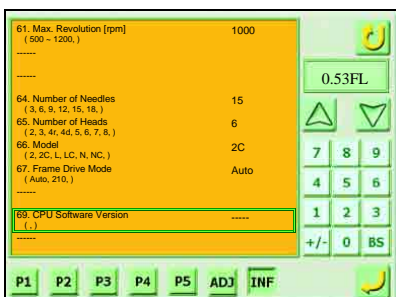 61. Max. Revolution [rpm] 1000
( 500 ~ 1200, )
------
------
0.53FL
64. Number of Needles 15
( 3, 6, 9, 12, 15, 18, )
65. Number of Heads 6
( 2, 3, 4r, 4d, 5, 6, 7, 8, )
66. Model 2C
( 2, 2C, L, LC, N, NC, )
67. Frame Drive Mode Auto
( Auto, 210, )
------
69. CPU Software Version -----
( , )
------
7 8 9
4 5 6
1 2 3
+/- 0 BS
P1 P2 P3 P4 P5 ADJ INF